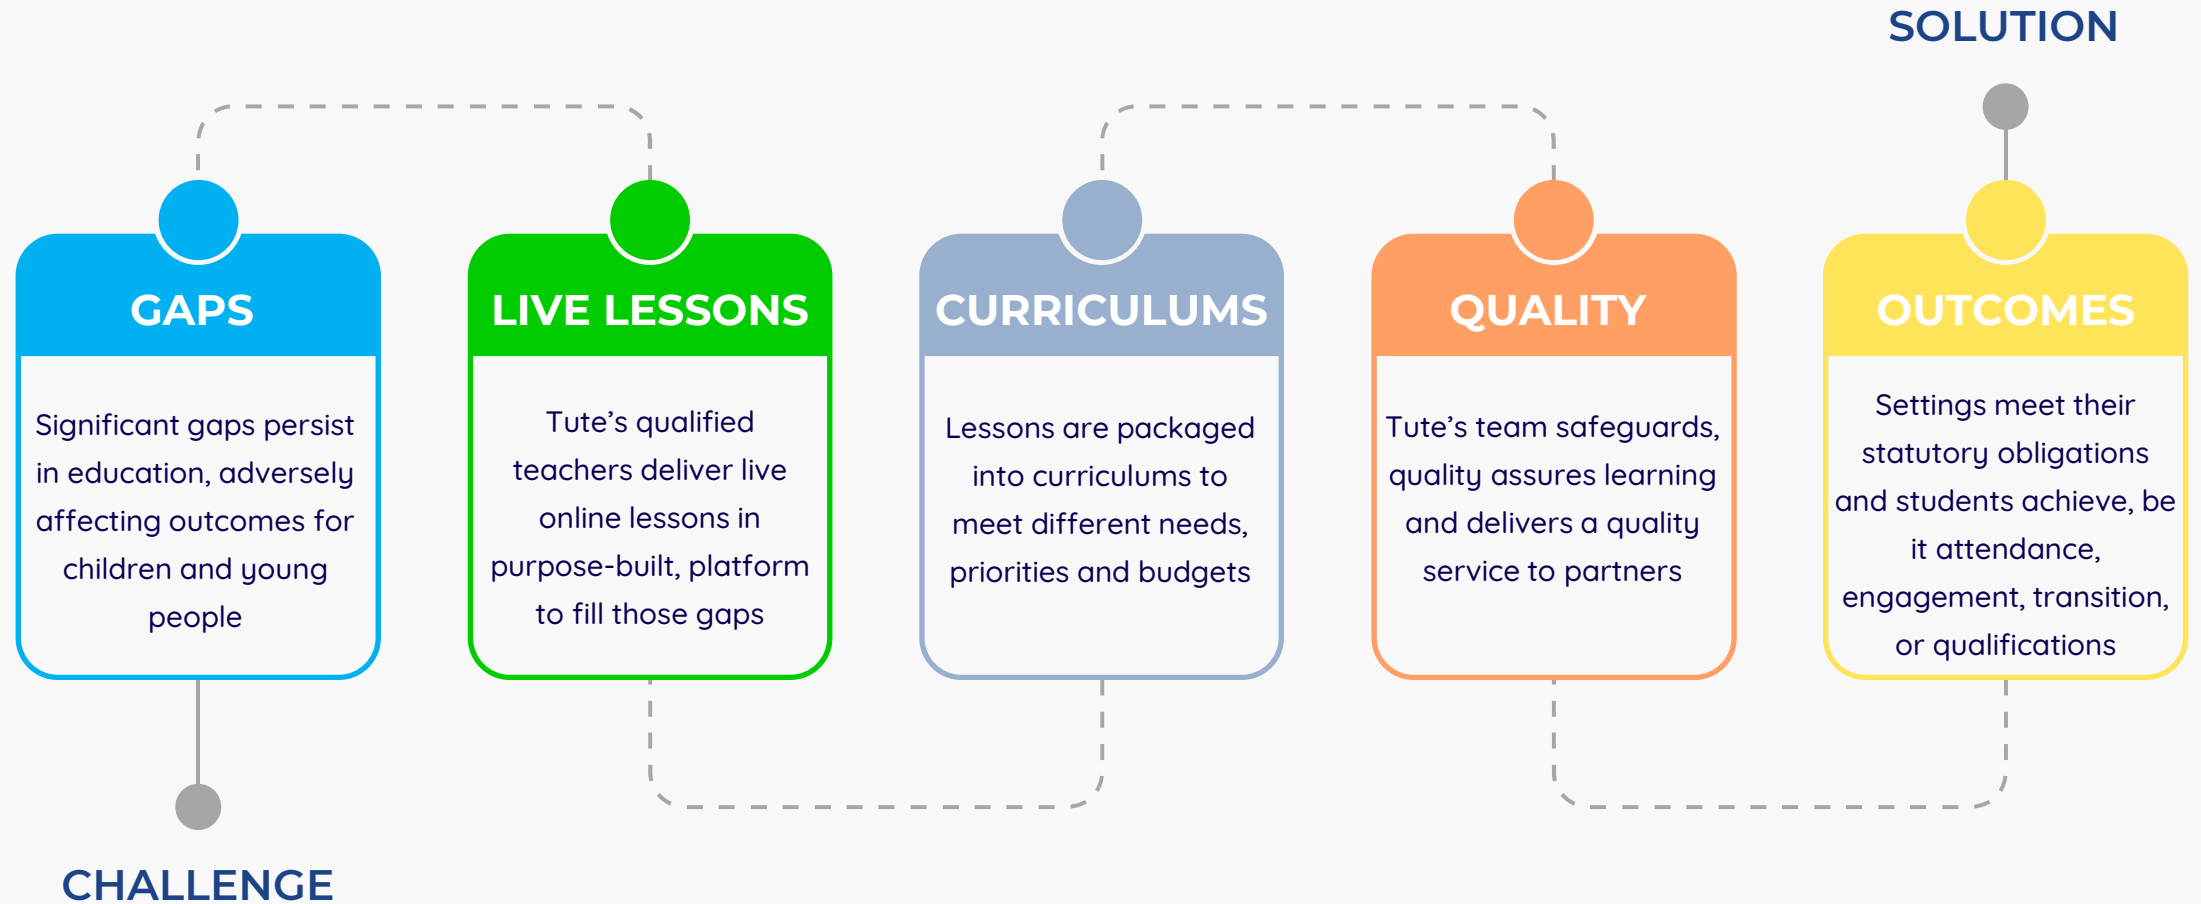 SOLUTION
GAPS
Significant gaps persist
in education, adversely
affecting outcomes for
children and young
people
LIVE LESSONS
Tute’s qualified
teachers deliver live
online lessons in
purpose-built, platform
to fill those gaps
CURRICULUMS
Lessons are packaged
into curriculums to
meet different needs,
priorities and budgets
QUALITY
Tute’s team safeguards,
quality assures learning
and delivers a quality
service to partners
OUTCOMES
Settings meet their
statutory obligations
and students achieve, be
it attendance,
engagement, transition,
or qualifications
CHALLENGE